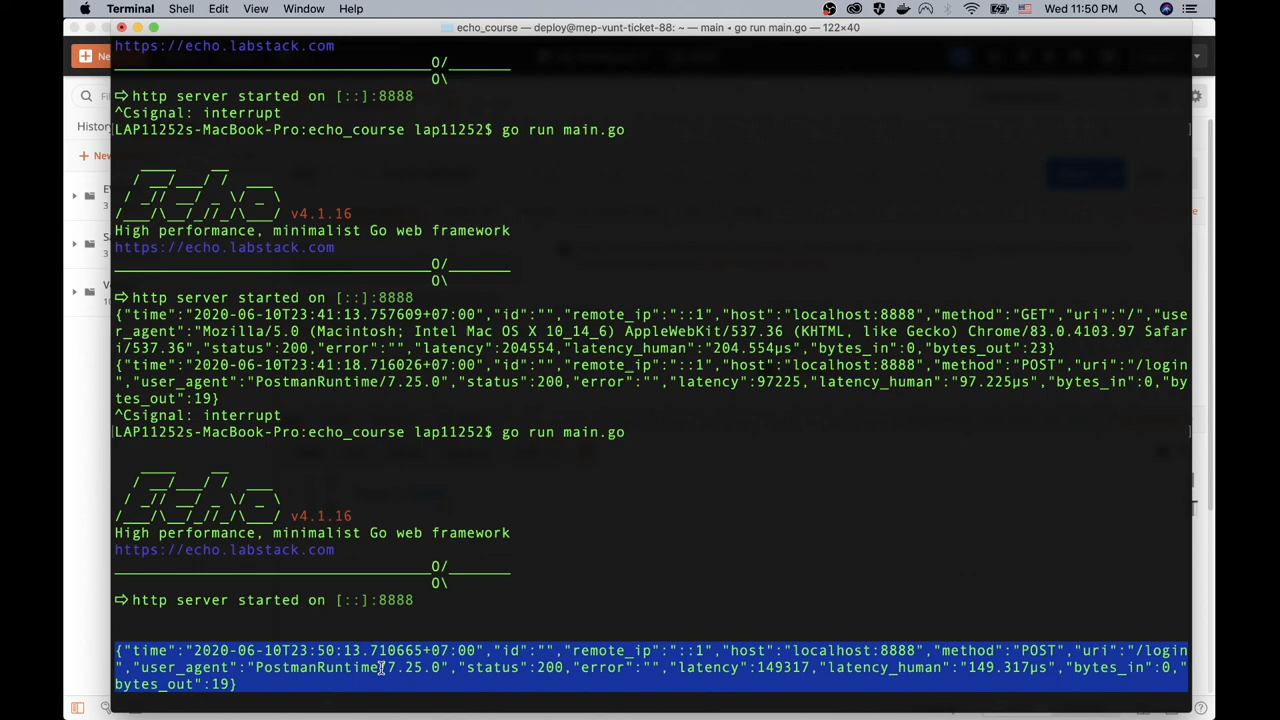 Terminal Shell Edit View Window Help Wed 11:50 PM
echo_course — deploy@mep-vunt-ticket-88: ~ — main • go run main.go — 122×40
https://echo.labstack.com
____________________________________O/_______
                                    O\
⇨ http server started on [::]:8888
^Csignal: interrupt
LAP11252s-MacBook-Pro:echo_course lap11252$ go run main.go
Echo
v4.1.16
High performance, minimalist Go web framework
https://echo.labstack.com
____________________________________O/_______
                                    O\
⇨ http server started on [::]:8888
{"time":"2020-06-10T23:41:13.757609+07:00","id":"","remote_ip":"::1","host":"localhost:8888","method":"GET","uri":"/","use
r_agent":"Mozilla/5.0 (Macintosh; Intel Mac OS X 10_14_6) AppleWebKit/537.36 (KHTML, like Gecko) Chrome/83.0.4103.97 Safar
i/537.36","status":200,"error":"","latency":204554,"latency_human":"204.554µs","bytes_in":0,"bytes_out":23}
{"time":"2020-06-10T23:41:18.716026+07:00","id":"","remote_ip":"::1","host":"localhost:8888","method":"POST","uri":"/login
","user_agent":"PostmanRuntime/7.25.0","status":200,"error":"","latency":97225,"latency_human":"97.225µs","bytes_in":0,"by
tes_out":19}
^Csignal: interrupt
LAP11252s-MacBook-Pro:echo_course lap11252$ go run main.go
Echo
v4.1.16
High performance, minimalist Go web framework
https://echo.labstack.com
____________________________________O/_______
                                    O\
⇨ http server started on [::]:8888
{"time":"2020-06-10T23:50:13.710665+07:00","id":"","remote_ip":"::1","host":"localhost:8888","method":"POST","uri":"/login
","user_agent":"PostmanRuntime/7.25.0","status":200,"error":"","latency":149317,"latency_human":"149.317µs","bytes_in":0,"
bytes_out":19}
History